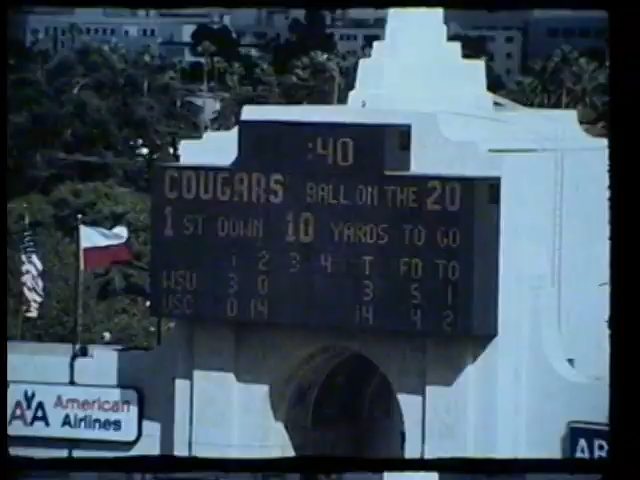 :40
COUGARS BALL ON THE 20
1 ST DOWN 10 YARDS TO GO
1 2 3 4 T FD TO
WSU 3 0 3 5 1
USC 0 14 14 4 2
AA American Airlines
AR